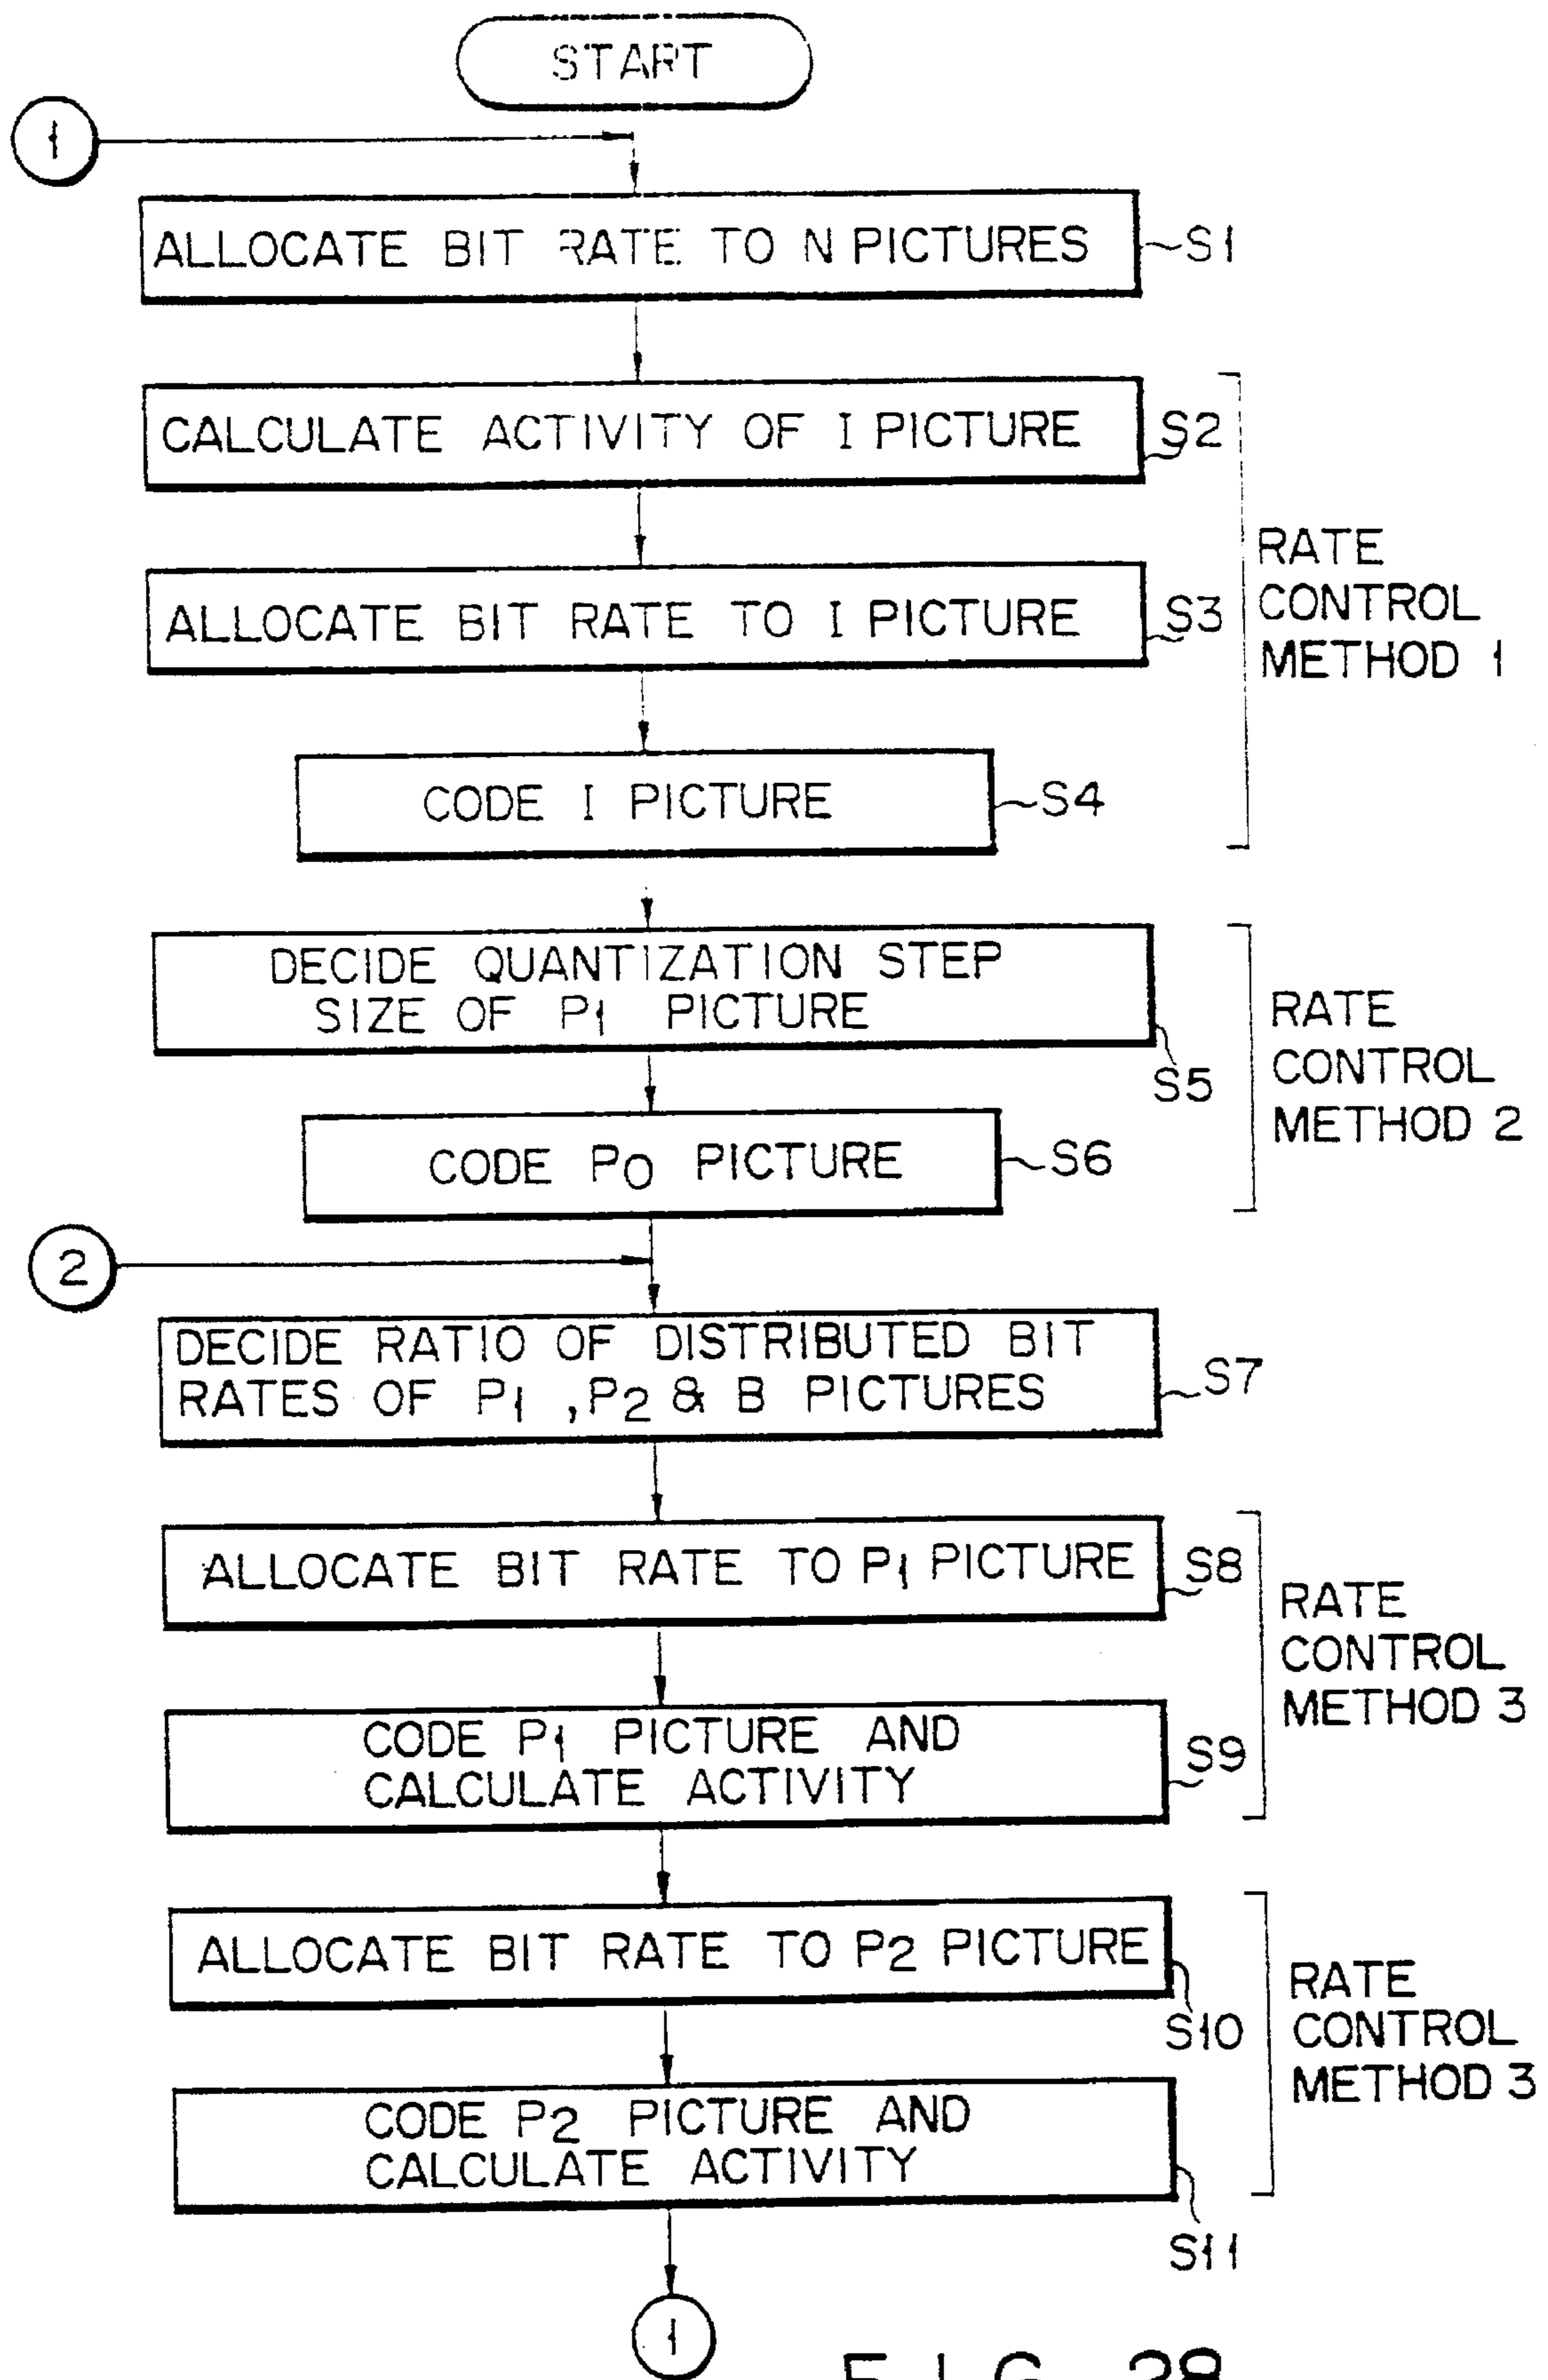 START
1
ALLOCATE BIT RATE TO N PICTURES
S1
CALCULATE ACTIVITY OF I PICTURE
S2
ALLOCATE BIT RATE TO I PICTURE
S3
CODE I PICTURE
S4
RATE
CONTROL
METHOD 1
DECIDE QUANTIZATION STEP
SIZE OF P1 PICTURE
S5
CODE P0 PICTURE
S6
RATE
CONTROL
METHOD 2
2
DECIDE RATIO OF DISTRIBUTED BIT
RATES OF P1 ,P2 & B PICTURES
S7
ALLOCATE BIT RATE TO P1 PICTURE
S8
CODE P1 PICTURE AND
CALCULATE ACTIVITY
S9
RATE
CONTROL
METHOD 3
ALLOCATE BIT RATE TO P2 PICTURE
S10
CODE P2 PICTURE AND
CALCULATE ACTIVITY
S11
RATE
CONTROL
METHOD 3
1
FIG. 28